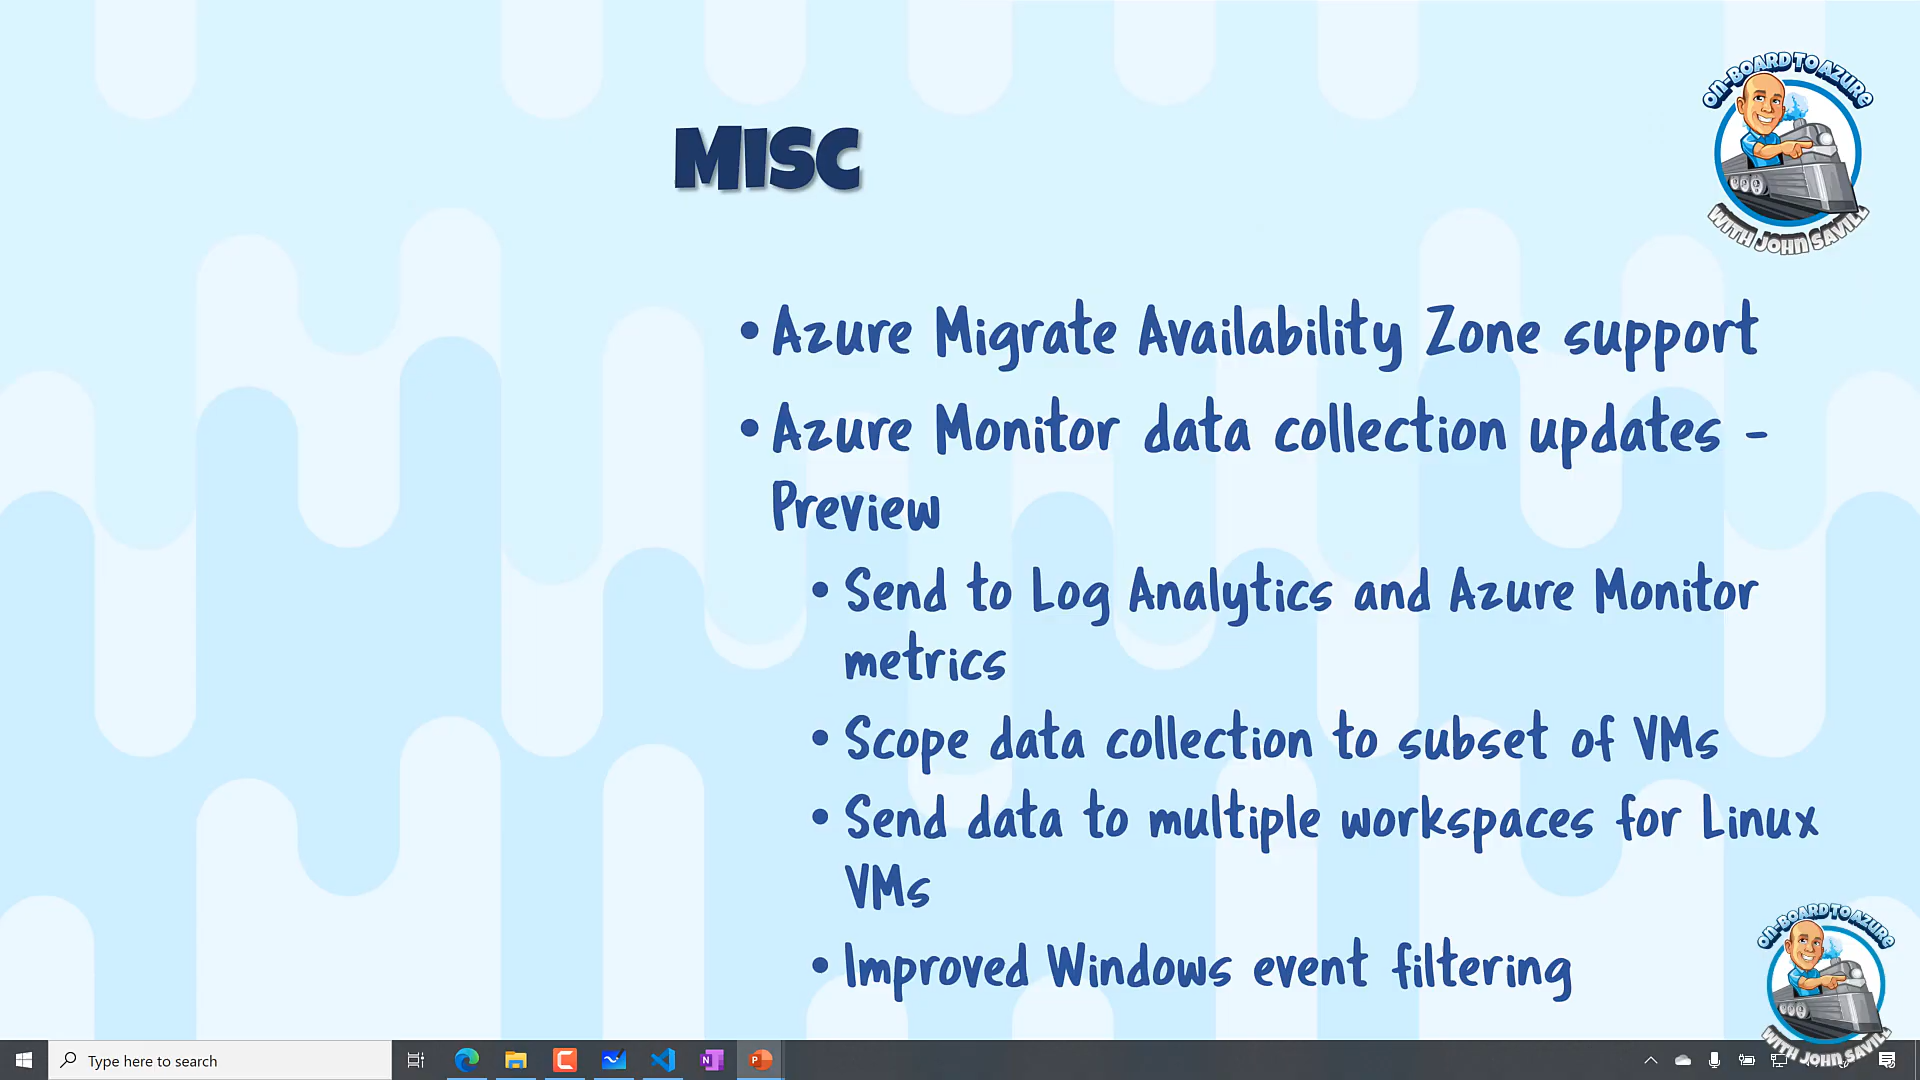 ON-BOARD TO AZURE
WITH JOHN SAVILL
MISC
• Azure Migrate Availability Zone support
• Azure Monitor data collection updates -
Preview
• Send to Log Analytics and Azure Monitor
metrics
• Scope data collection to subset of VMs
• Send data to multiple workspaces for Linux
VMs
• Improved Windows event filtering
ON-BOARD TO AZURE
WITH JOHN SAVILL
Type here to search